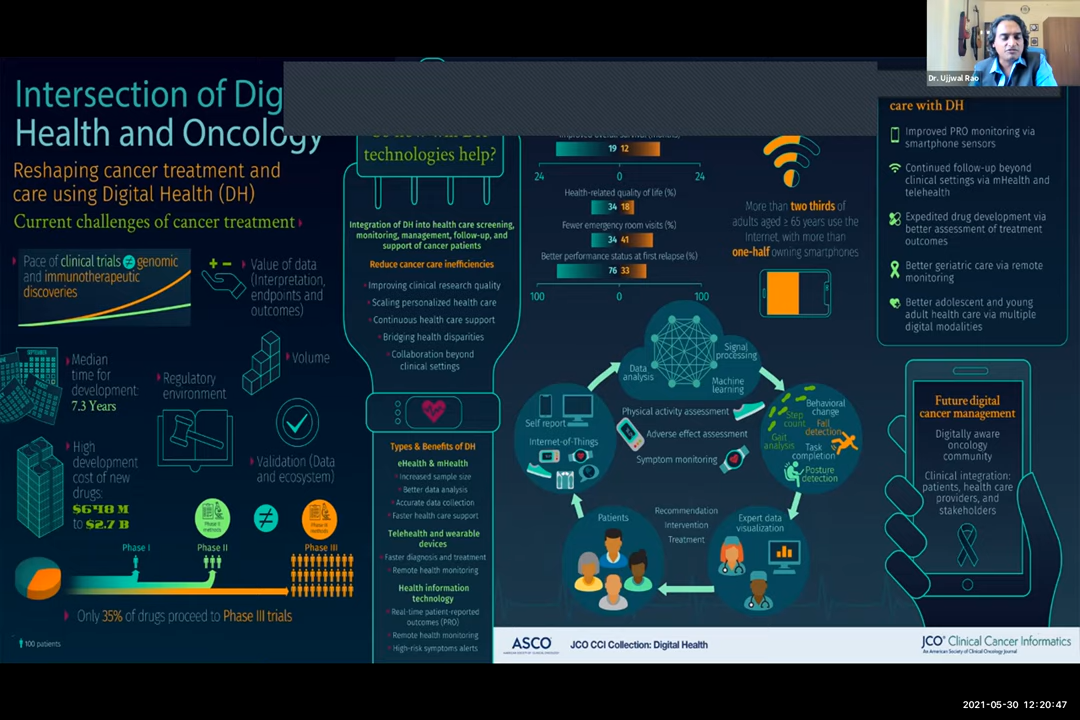 Dr. Ujjwal Rao
Intersection of Dig
Health and Oncology
Reshaping cancer treatment and
care using Digital Health (DH)
Current challenges of cancer treatment
Pace of clinical trials ≠ genomic
and immunotherapeutic
discoveries
Value of data
(Interpretation,
endpoints and
outcomes)
Median
time for
development:
7.3 Years
Regulatory
environment
Volume
High
development
cost of new
drugs:
$648 M
to $2.7 B
Validation (Data
and ecosystem)
Phase I
Phase II
Phase III
Only 35% of drugs proceed to Phase III trials
100 patients
technologies help?
Integration of DH into health care screening,
monitoring, management, follow-up, and
support of cancer patients
Reduce cancer care inefficiencies
Improving clinical research quality
Scaling personalized health care
Continuous health care support
Bridging health disparities
Collaboration beyond
clinical settings
Types & Benefits of DH
eHealth & mHealth
Increased sample size
Better data analysis
Accurate data collection
Faster health care support
Telehealth and wearable
devices
Faster diagnosis and treatment
Remote health monitoring
Health information
technology
Real-time patient-reported
outcomes (PRO)
Remote health monitoring
High-risk symptoms alerts
19 12
24 0 24
Health-related quality of life (%)
34 18
Fewer emergency room visits (%)
34 41
Better performance status at first relapse (%)
76 33
100 0 100
More than two thirds of
adults aged ≥ 65 years use the
Internet, with more than
one-half owning smartphones
Data
analysis
Signal
processing
Machine
learning
Self report
Internet-of-Things
Physical activity assessment
Adverse effect assessment
Symptom monitoring
Behavioral
change
Step
count
Fall
detection
Gait
analysis
Task
completion
Posture
detection
Patients
Recommendation
Intervention
Treatment
Expert data
visualization
care with DH
Improved PRO monitoring via
smartphone sensors
Continued follow-up beyond
clinical settings via mHealth and
telehealth
Expedited drug development via
better assessment of treatment
outcomes
Better geriatric care via remote
monitoring
Better adolescent and young
adult health care via multiple
digital modalities
Future digital
cancer management
Digitally aware
oncology
community
Clinical integration:
patients, health care
providers, and
stakeholders
ASCO
JCO CCI Collection: Digital Health
JCO Clinical Cancer Informatics
An American Society of Clinical Oncology Journal
2021-05-30 12:20:47